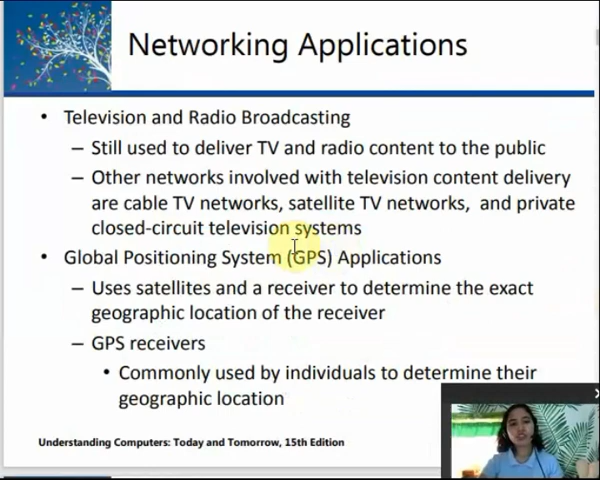 Networking Applications
• Television and Radio Broadcasting
– Still used to deliver TV and radio content to the public
– Other networks involved with television content delivery
are cable TV networks, satellite TV networks, and private
closed-circuit television systems
• Global Positioning System (GPS) Applications
– Uses satellites and a receiver to determine the exact
geographic location of the receiver
– GPS receivers
• Commonly used by individuals to determine their
geographic location
Understanding Computers: Today and Tomorrow, 15th Edition